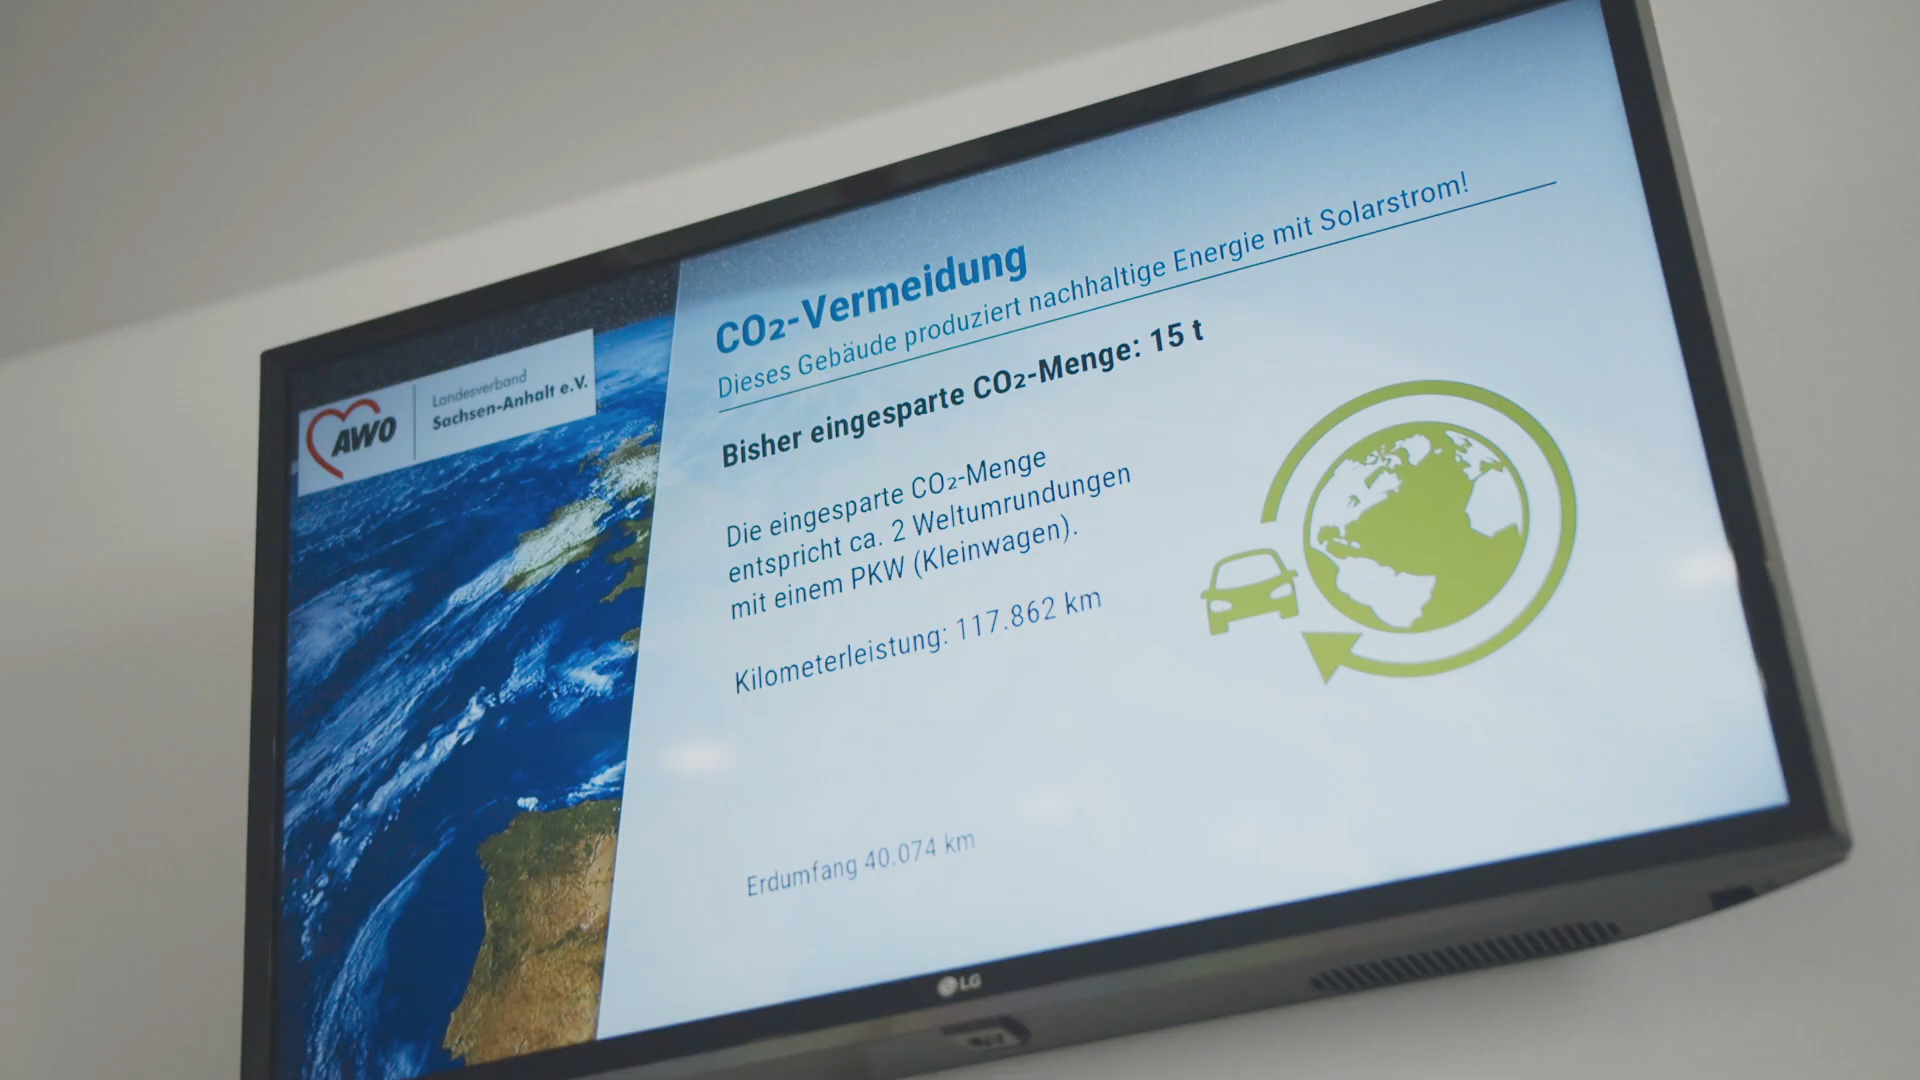 AWO
Landesverband
Sachsen-Anhalt e.V.
CO₂-Vermeidung
Dieses Gebäude produziert nachhaltige Energie mit Solarstrom!
Bisher eingesparte CO₂-Menge: 15 t
Die eingesparte CO₂-Menge
entspricht ca. 2 Weltumrundungen
mit einem PKW (Kleinwagen).
Kilometerleistung: 117.862 km
Erdumfang 40.074 km
LG